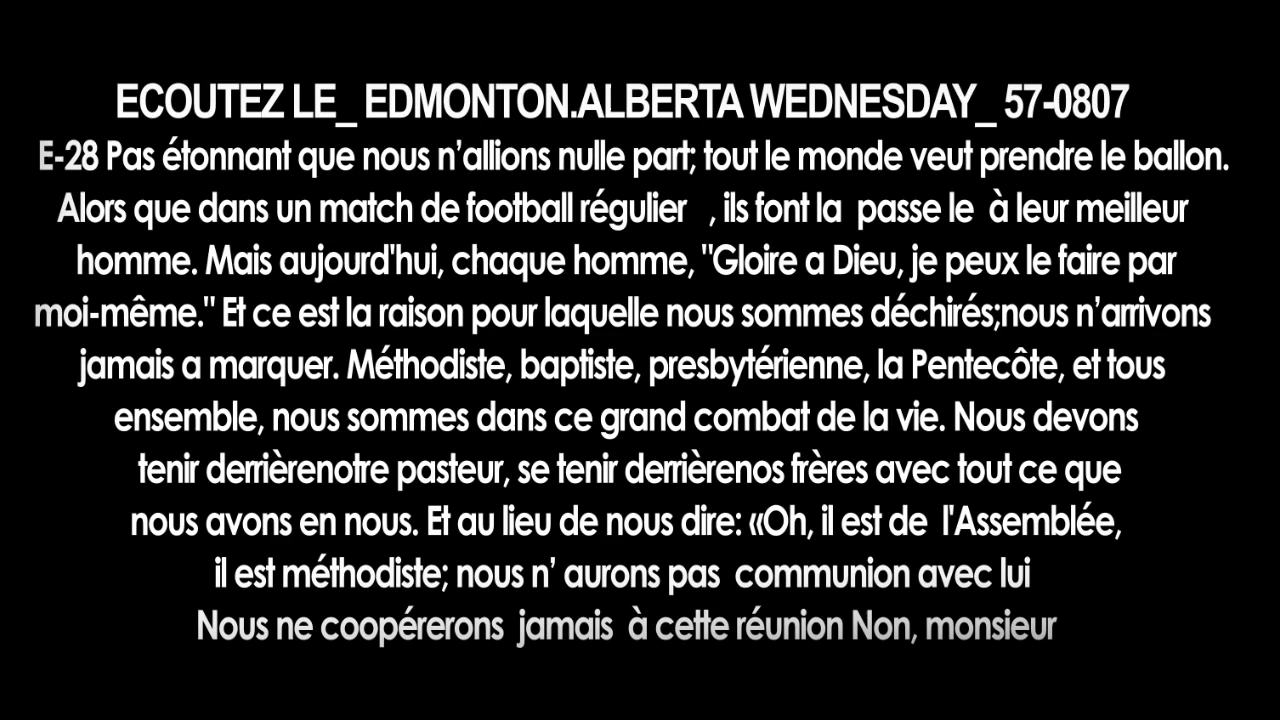 ECOUTEZ LE_ EDMONTON.ALBERTA WEDNESDAY_ 57-0807
E-28 Pas étonnant que nous n’allions nulle part; tout le monde veut prendre le ballon.
Alors que dans un match de football régulier , ils font la passe le à leur meilleur
homme. Mais aujourd'hui, chaque homme, "Gloire a Dieu, je peux le faire par
moi-même." Et ce est la raison pour laquelle nous sommes déchirés;nous n’arrivons
jamais a marquer. Méthodiste, baptiste, presbytérienne, la Pentecôte, et tous
ensemble, nous sommes dans ce grand combat de la vie. Nous devons
tenir derrièrenotre pasteur, se tenir derrièrenos frères avec tout ce que
nous avons en nous. Et au lieu de nous dire: «Oh, il est de l'Assemblée,
il est méthodiste; nous n’ aurons pas communion avec lui
Nous ne coopérerons jamais à cette réunion Non, monsieur